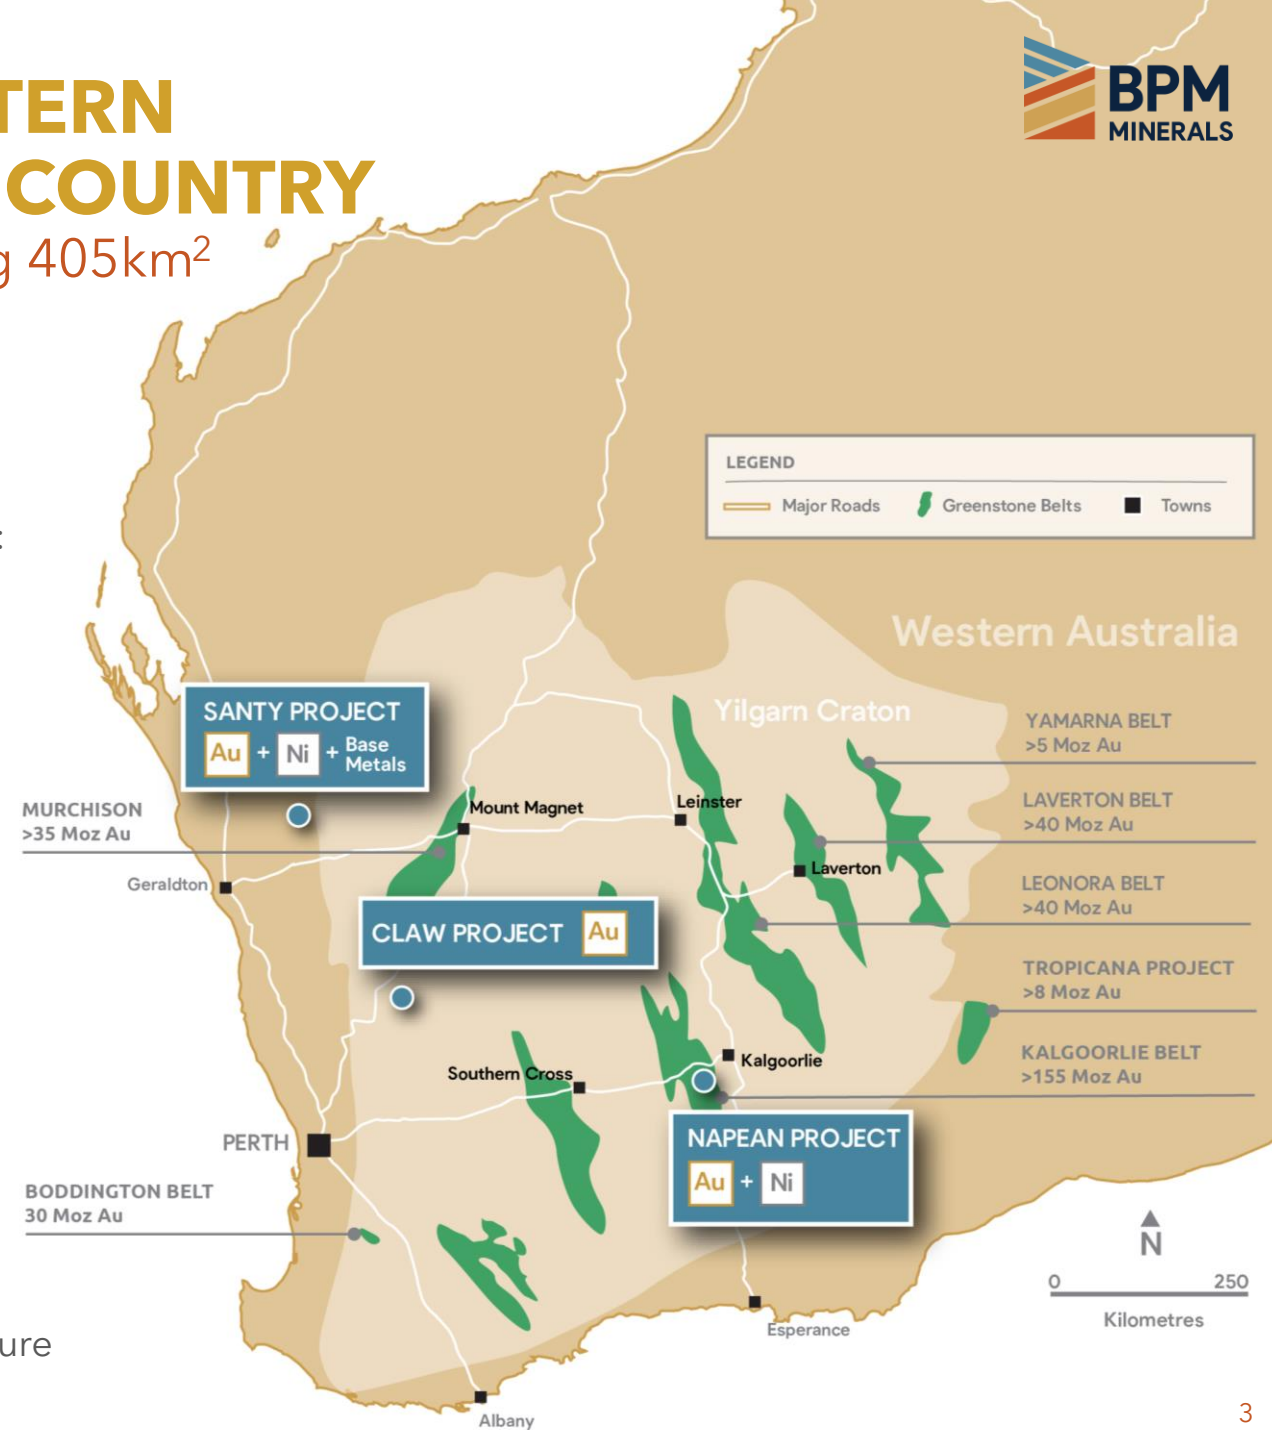 TERN
COUNTRY
g 405km²
:
BPM
MINERALS
LEGEND
Major Roads
Greenstone Belts
Towns
Western Australia
Yilgarn Craton
SANTY PROJECT
Au + Ni + Base
Metals
MURCHISON
>35 Moz Au
Mount Magnet
Leinster
Geraldton
Laverton
YAMARNA BELT
>5 Moz Au
LAVERTON BELT
>40 Moz Au
LEONORA BELT
>40 Moz Au
CLAW PROJECT Au
TROPICANA PROJECT
>8 Moz Au
KALGOORLIE BELT
>155 Moz Au
Kalgoorlie
Southern Cross
PERTH
NAPEAN PROJECT
Au + Ni
BODDINGTON BELT
30 Moz Au
N
0 250
Kilometres
Esperance
ure
Albany
3